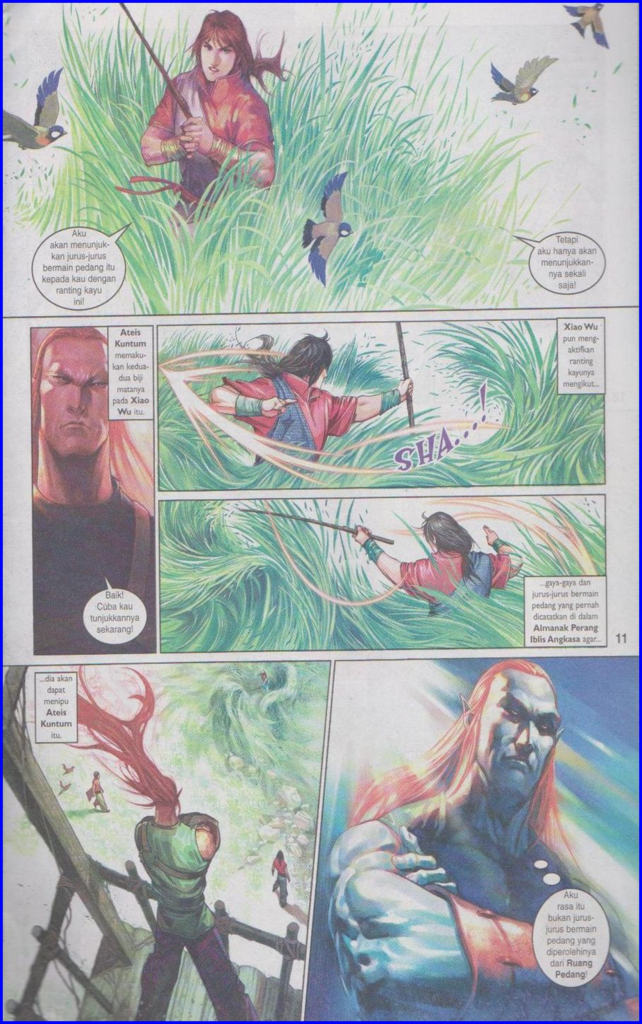 Aku
akan menunjuk-
kan jurus-jurus
bermain pedang itu
kepada kau dengan
ranting kayu
ini!
Tetapi
aku hanya akan
menunjukkan-
nya sekali
saja!
Ateis
Kuntum
memaku-
kan kedua-
dua biji
matanya
pada Xiao
Wu itu.
Baik!
Cuba kau
tunjukkannya
sekarang!
Xiao Wu
pun meng-
aktifkan
ranting
kayunya
mengikut...
SHA....!
...gaya-gaya dan
jurus-jurus bermain
pedang yang pernah
dicatatkan di dalam
Almanak Perang
Iblis Angkasa agar...
11
...dia akan
dapat
menipu
Ateis
Kuntum
itu.
Aku
rasa itu
bukan jurus-
jurus bermain
pedang yang
diperolehinya
dari Ruang
Pedang!